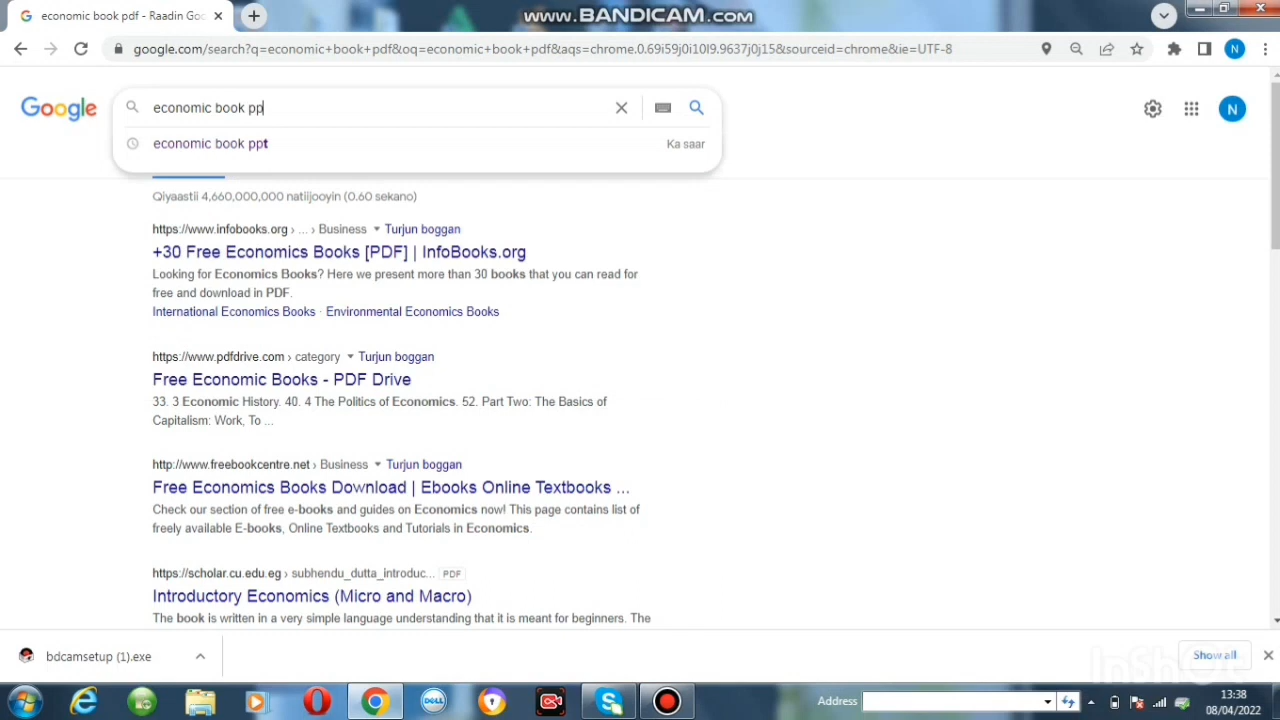 economic book pdf - Raadin Goo
www.BANDICAM.com
google.com/search?q=economic+book+pdf&oq=economic+book+pdf&aqs=chrome.0.69i59j0i10l9.9637j0j15&sourceid=chrome&ie=UTF-8
N
Google
economic book pp
N
economic book ppt
Ka saar
Qiyaastii 4,660,000,000 natiijooyin (0.60 sekano)
https://www.infobooks.org › ... › Business Turjun boggan
+30 Free Economics Books [PDF] | InfoBooks.org
Looking for Economics Books? Here we present more than 30 books that you can read for
free and download in PDF.
International Economics Books · Environmental Economics Books
https://www.pdfdrive.com › category Turjun boggan
Free Economic Books - PDF Drive
33. 3 Economic History. 40. 4 The Politics of Economics. 52. Part Two: The Basics of
Capitalism: Work, To ...
http://www.freebookcentre.net › Business Turjun boggan
Free Economics Books Download | Ebooks Online Textbooks ...
Check our section of free e-books and guides on Economics now! This page contains list of
freely available E-books, Online Textbooks and Tutorials in Economics.
https://scholar.cu.edu.eg › subhendu_dutta_introduc... PDF
Introductory Economics (Micro and Macro)
The book is written in a very simple language understanding that it is meant for beginners. The
bdcamsetup (1).exe
Show all
InShOt
DELL
Address
13:38
08/04/2022